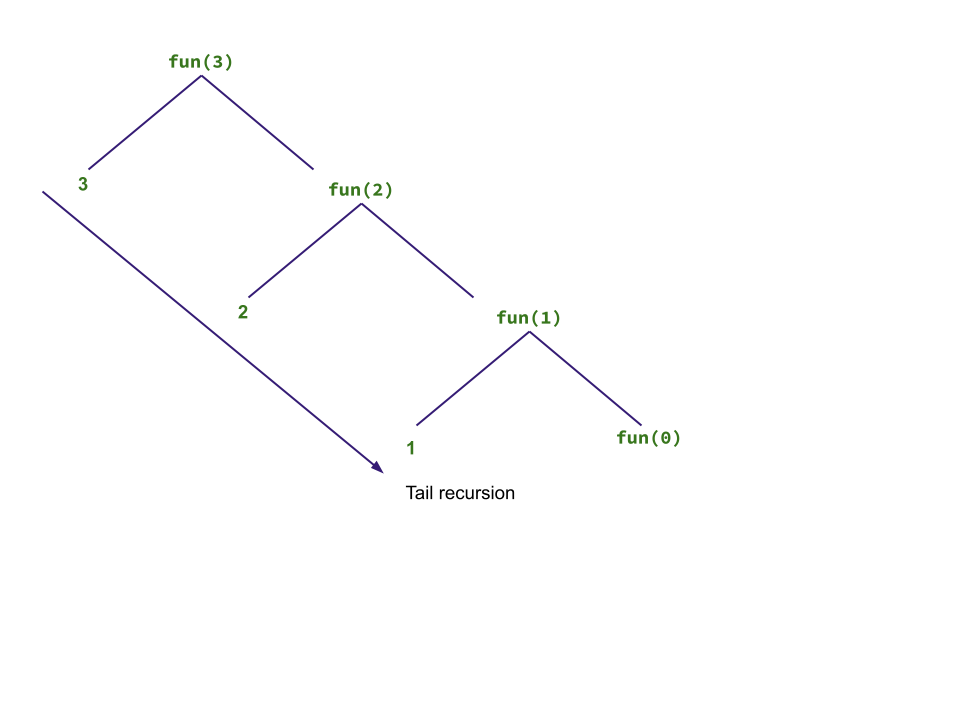 fun(3)
3
fun(2)
2
fun(1)
1
fun(0)
Tail recursion